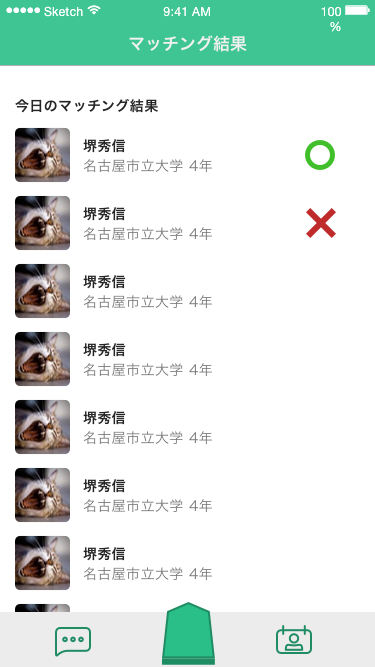 Sketch 9:41 AM 100
%
マッチング結果
今日のマッチング結果
堺秀信
名古屋市立大学 4年
堺秀信
名古屋市立大学 4年
堺秀信
名古屋市立大学 4年
堺秀信
名古屋市立大学 4年
堺秀信
名古屋市立大学 4年
堺秀信
名古屋市立大学 4年
堺秀信
名古屋市立大学 4年